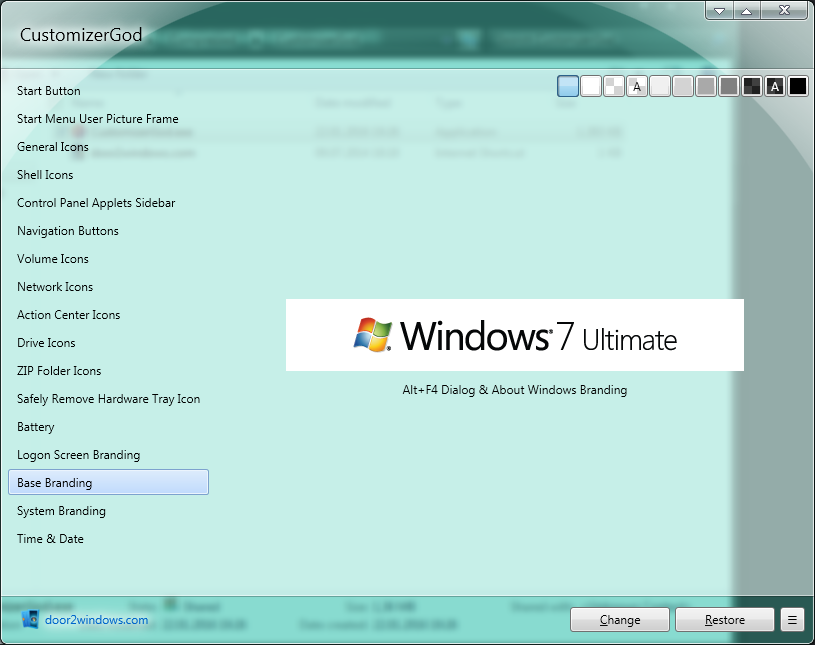 CustomizerGod
Start Button
A
A
Start Menu User Picture Frame
General Icons
Shell Icons
Control Panel Applets Sidebar
Navigation Buttons
Volume Icons
Network Icons
Action Center Icons
Drive Icons
ZIP Folder Icons
Safely Remove Hardware Tray Icon
Battery
Logon Screen Branding
Base Branding
System Branding
Time & Date
Windows® 7 Ultimate
Alt+F4 Dialog & About Windows Branding
door2windows.com
Change
Restore